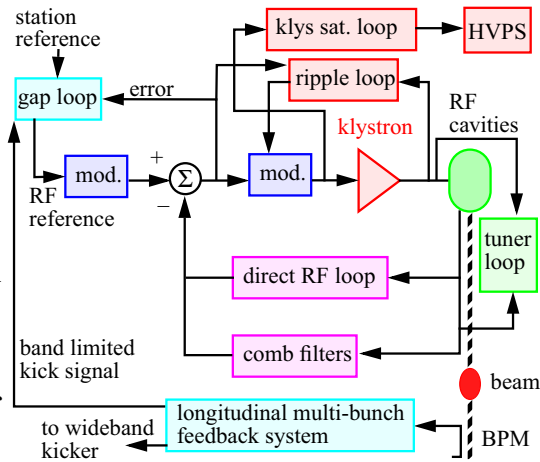 station
reference
klys sat. loop
HVPS
gap loop
error
ripple loop
RF
cavities
klystron
mod.
+
Σ
−
mod.
RF
reference
tuner
loop
direct RF loop
comb filters
band limited
kick signal
beam
longitudinal multi-bunch
feedback system
to wideband
kicker
BPM